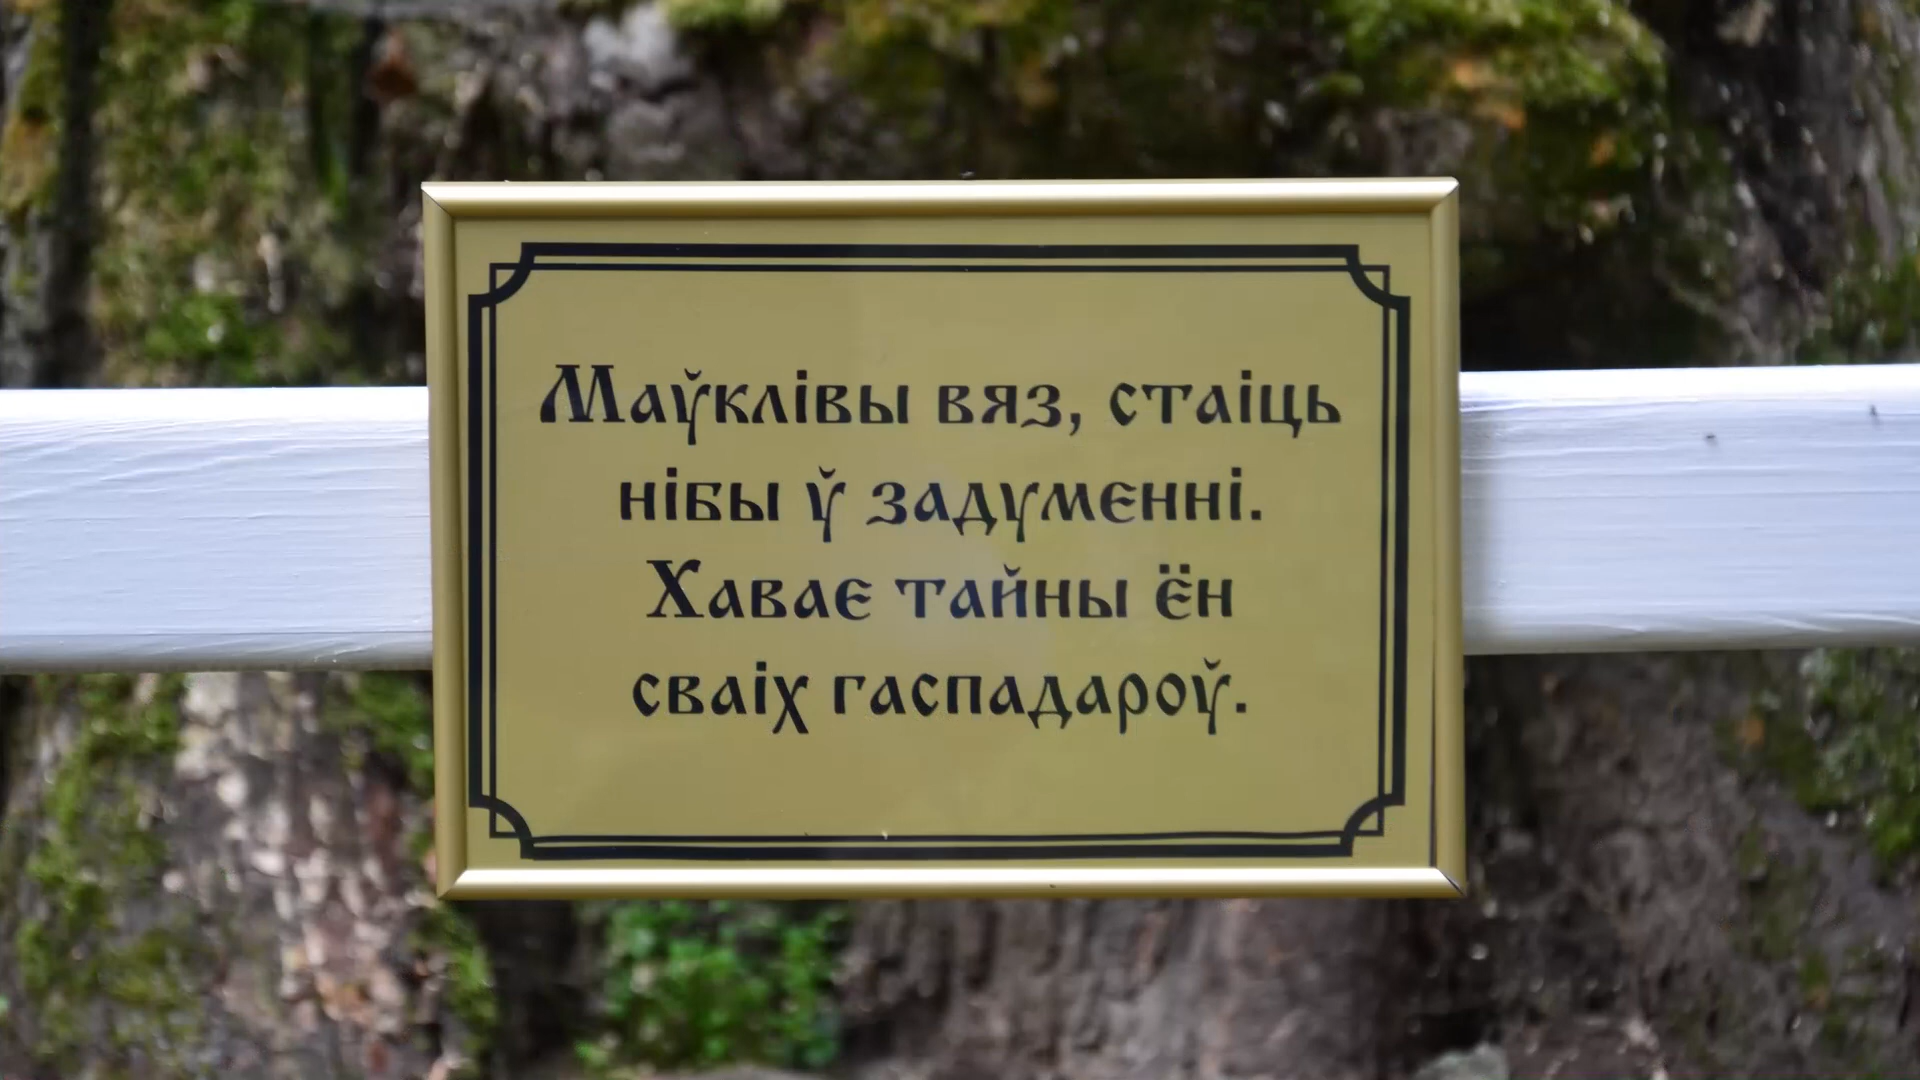 Маўклівы вяз, стаіць
нібы ў задуменні.
Хавае тайны ён
сваіх гаспадароў.